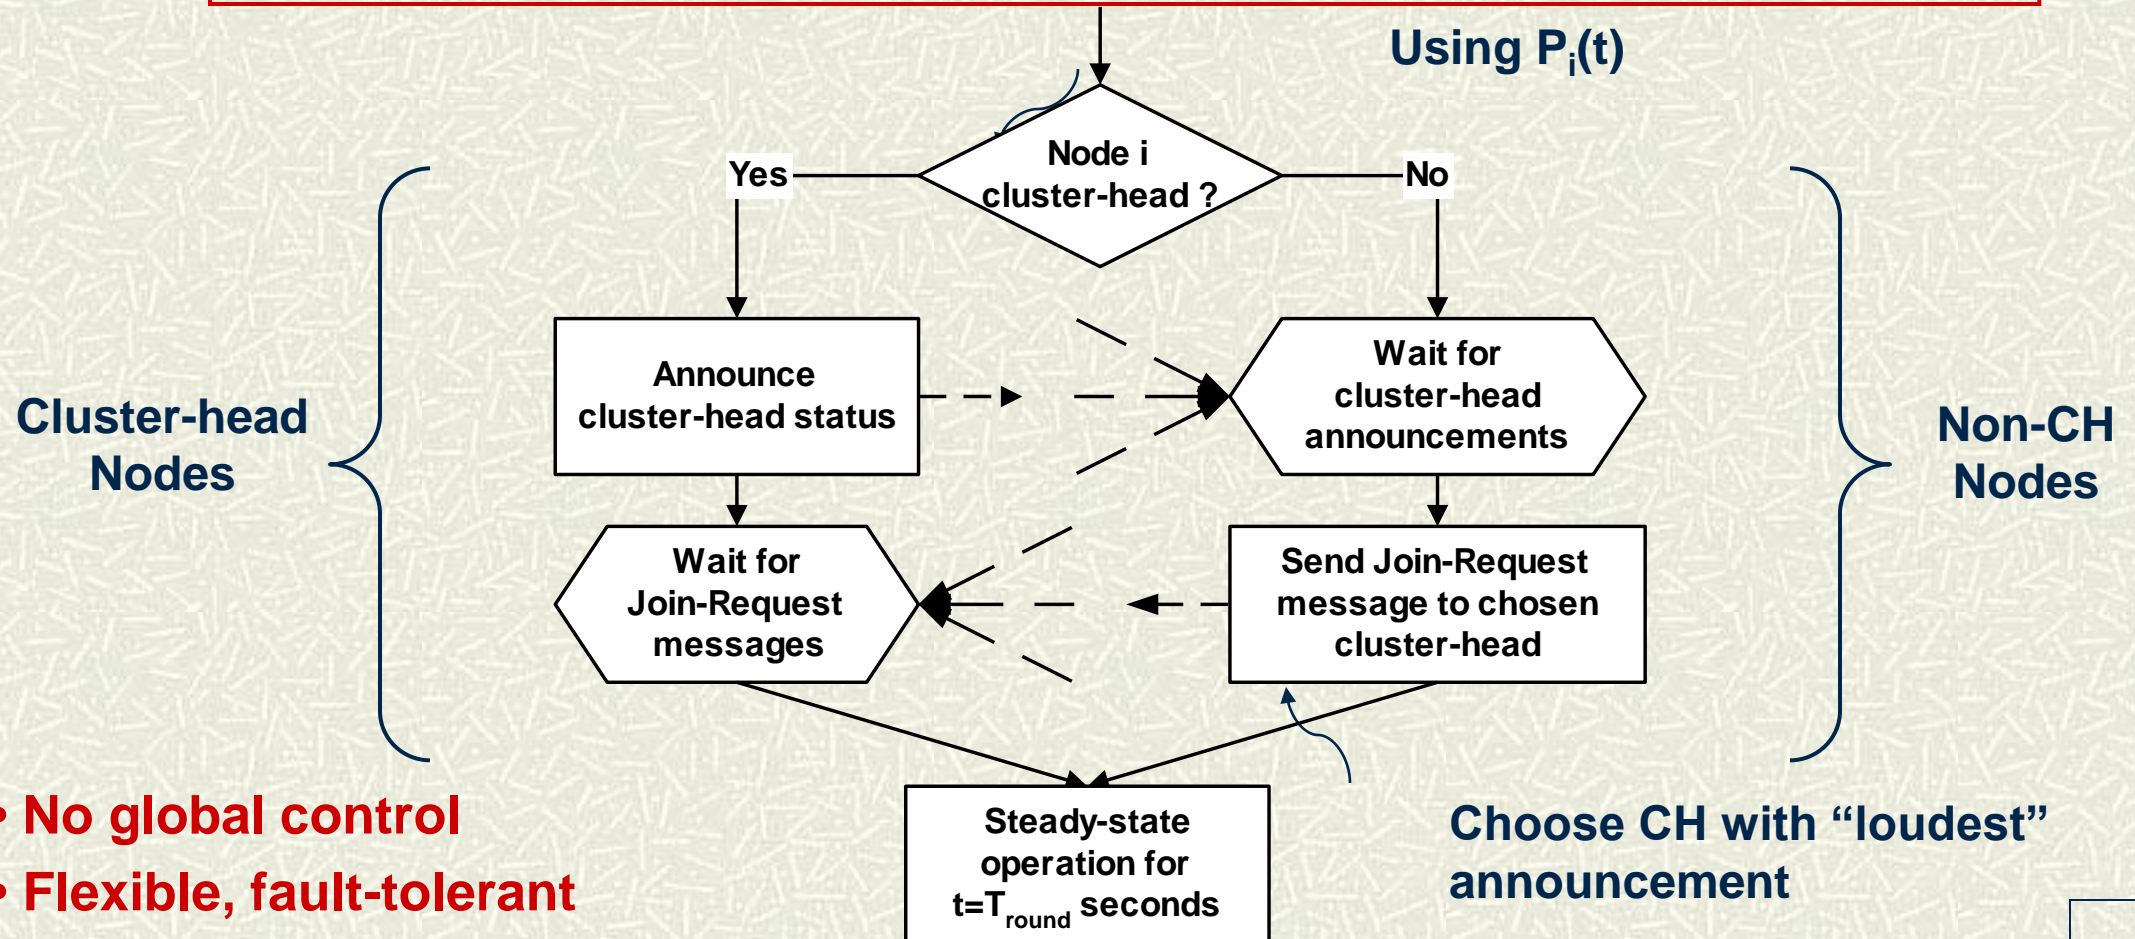 Using Pi(t)
Node i
cluster-head ?
Yes
No
Announce
cluster-head status
Wait for
cluster-head
announcements
Cluster-head
Nodes
Non-CH
Nodes
Wait for
Join-Request
messages
Send Join-Request
message to chosen
cluster-head
• No global control
• Flexible, fault-tolerant
Steady-state
operation for
t=Tround seconds
Choose CH with “loudest”
announcement